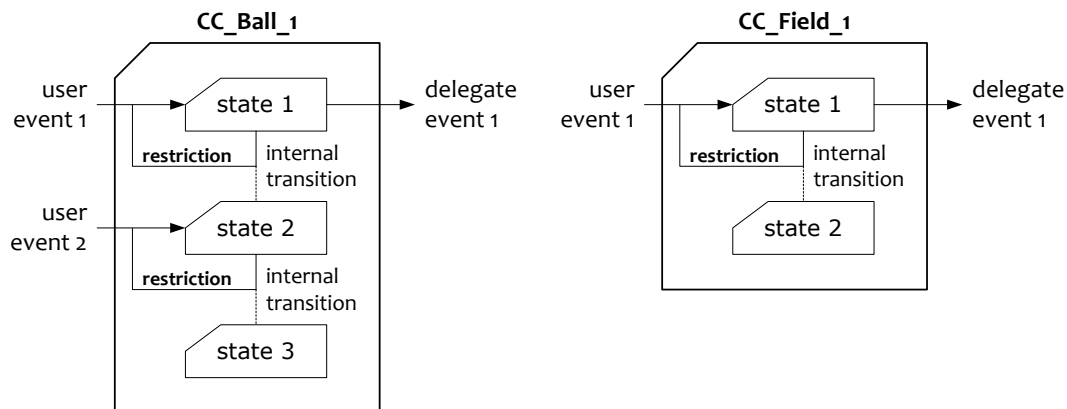 CC_Ball_1
user
event 1
state 1
delegate
event 1
restriction
internal
transition
user
event 2
state 2
restriction
internal
transition
state 3
CC_Field_1
user
event 1
state 1
delegate
event 1
restriction
internal
transition
state 2